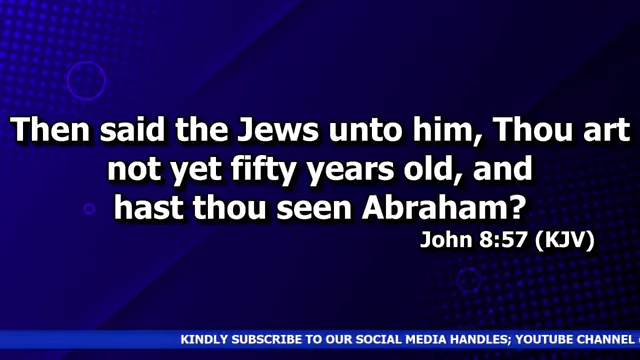 Then said the Jews unto him, Thou art
not yet fifty years old, and
hast thou seen Abraham?
John 8:57 (KJV)
KINDLY SUBSCRIBE TO OUR SOCIAL MEDIA HANDLES; YOUTUBE CHANNEL